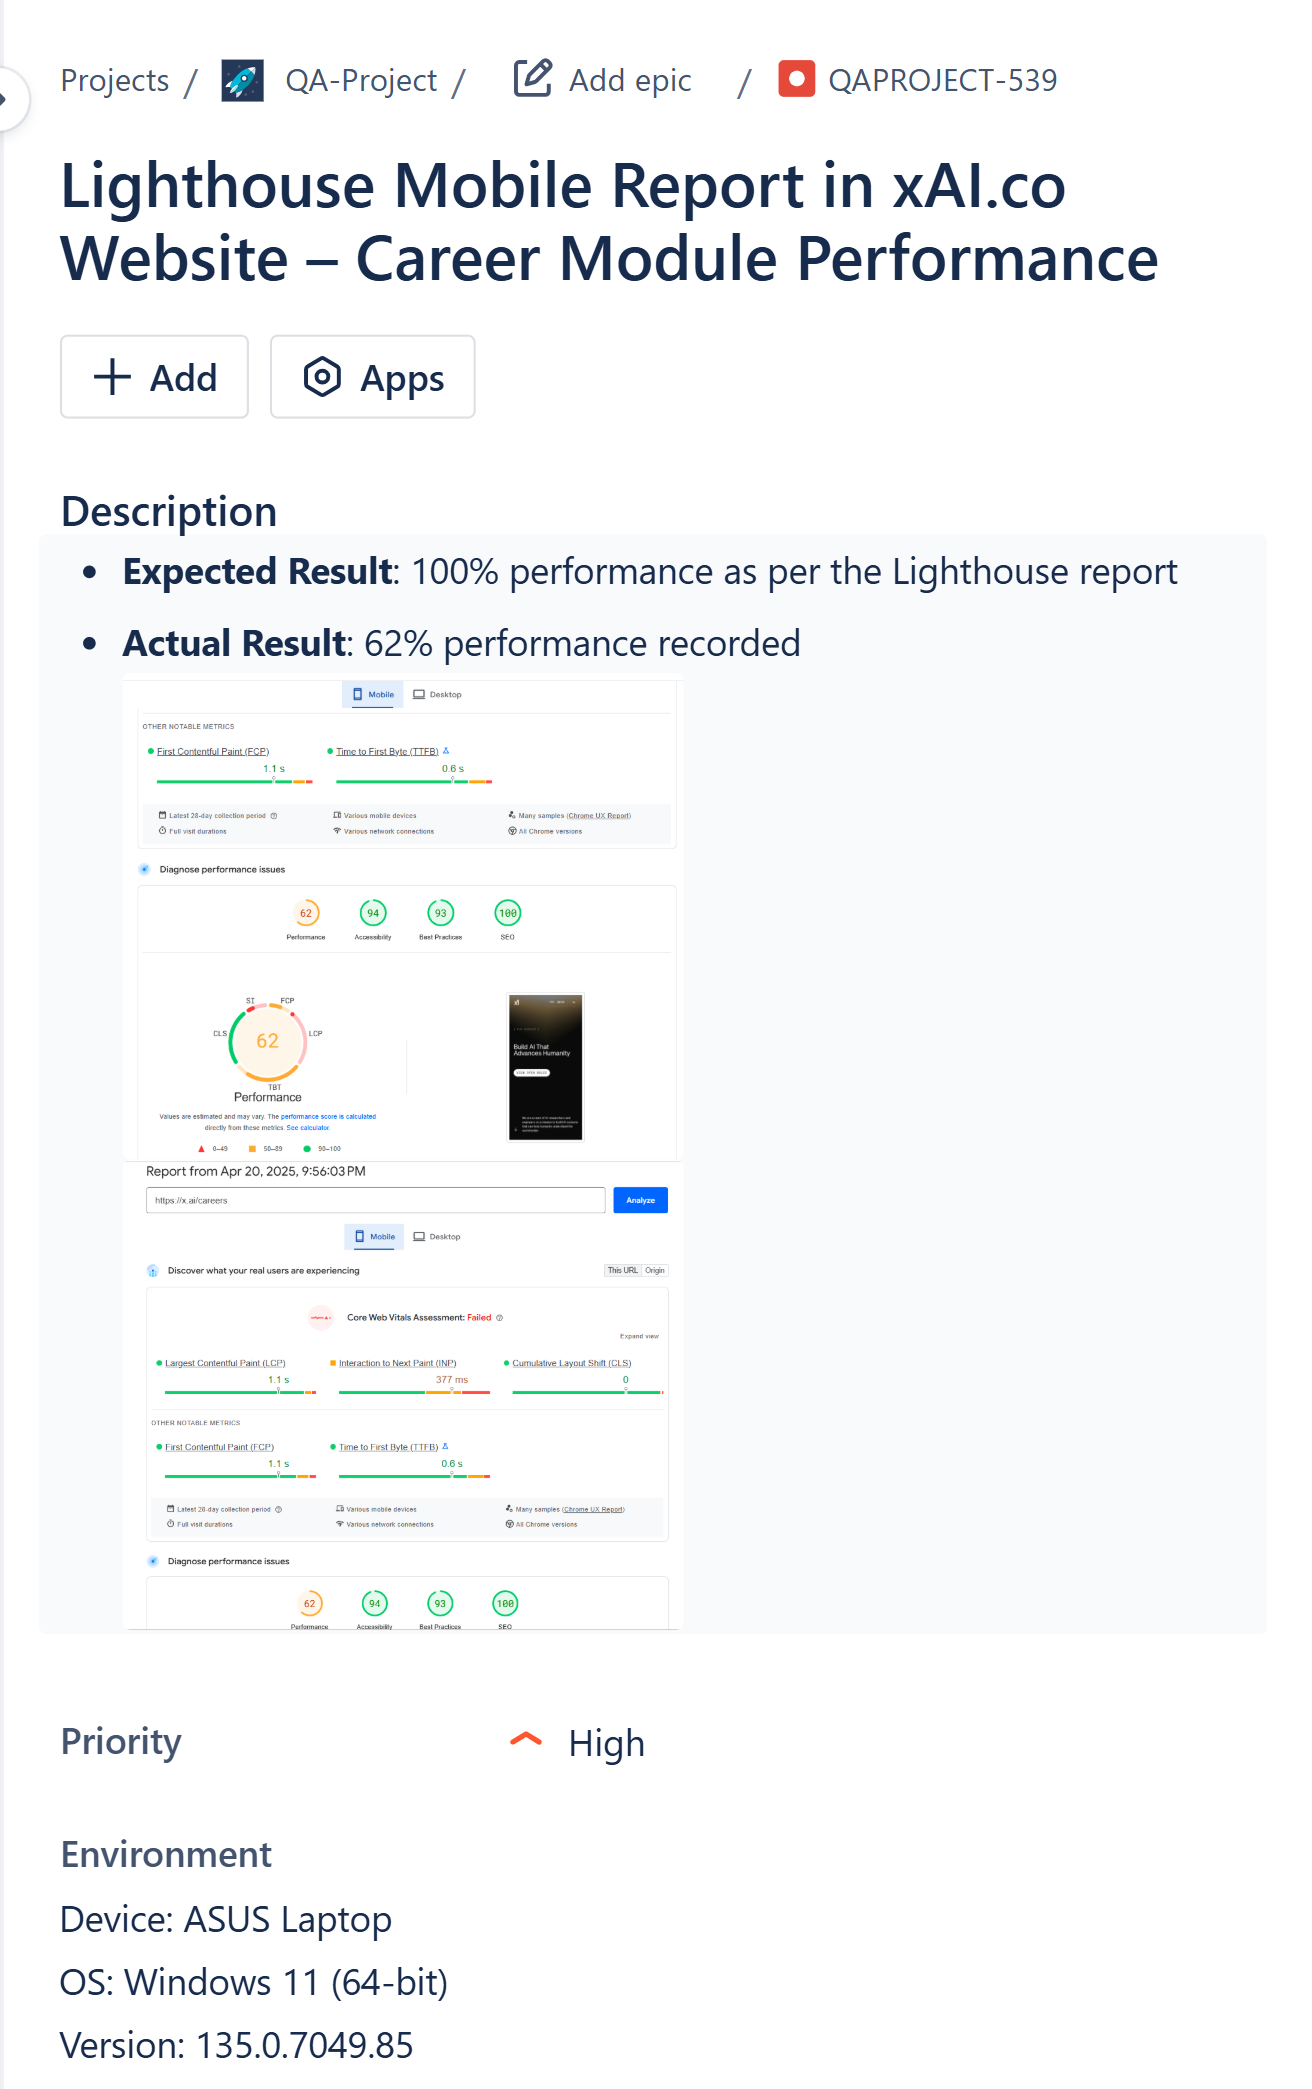 Projects / QA-Project / Add epic / QAPROJECT-539
Lighthouse Mobile Report in xAI.co
Website – Career Module Performance
Add Apps
Description
• Expected Result: 100% performance as per the Lighthouse report
• Actual Result: 62% performance recorded
Mobile Desktop
OTHER NOTABLE METRICS
First Contentful Paint (FCP) Time to First Byte (TTFB)
1.1 s 0.6 s
Latest 28-day collection period Various mobile devices Many samples (Chrome UX Report)
Full visit durations Various network connections All Chrome versions
Diagnose performance issues
62 94 93 100
Performance Accessibility Best Practices SEO
SI FCP
CLS LCP
62
TBT
Performance
Values are estimated and may vary. The performance score is calculated
directly from these metrics. See calculator.
0–49 50–89 90–100
xI
Build AI That
Advances Humanity
VIEW OPEN ROLES
Report from Apr 20, 2025, 9:56:03 PM
https://x.ai/careers Analyze
Mobile Desktop
Discover what your real users are experiencing This URL Origin
Core Web Vitals Assessment: Failed
Expand view
Largest Contentful Paint (LCP) Interaction to Next Paint (INP) Cumulative Layout Shift (CLS)
1.1 s 377 ms 0
OTHER NOTABLE METRICS
First Contentful Paint (FCP) Time to First Byte (TTFB)
1.1 s 0.6 s
Latest 28-day collection period Various mobile devices Many samples (Chrome UX Report)
Full visit durations Various network connections All Chrome versions
Diagnose performance issues
62 94 93 100
Performance Accessibility Best Practices SEO
Priority High
Environment
Device: ASUS Laptop
OS: Windows 11 (64-bit)
Version: 135.0.7049.85